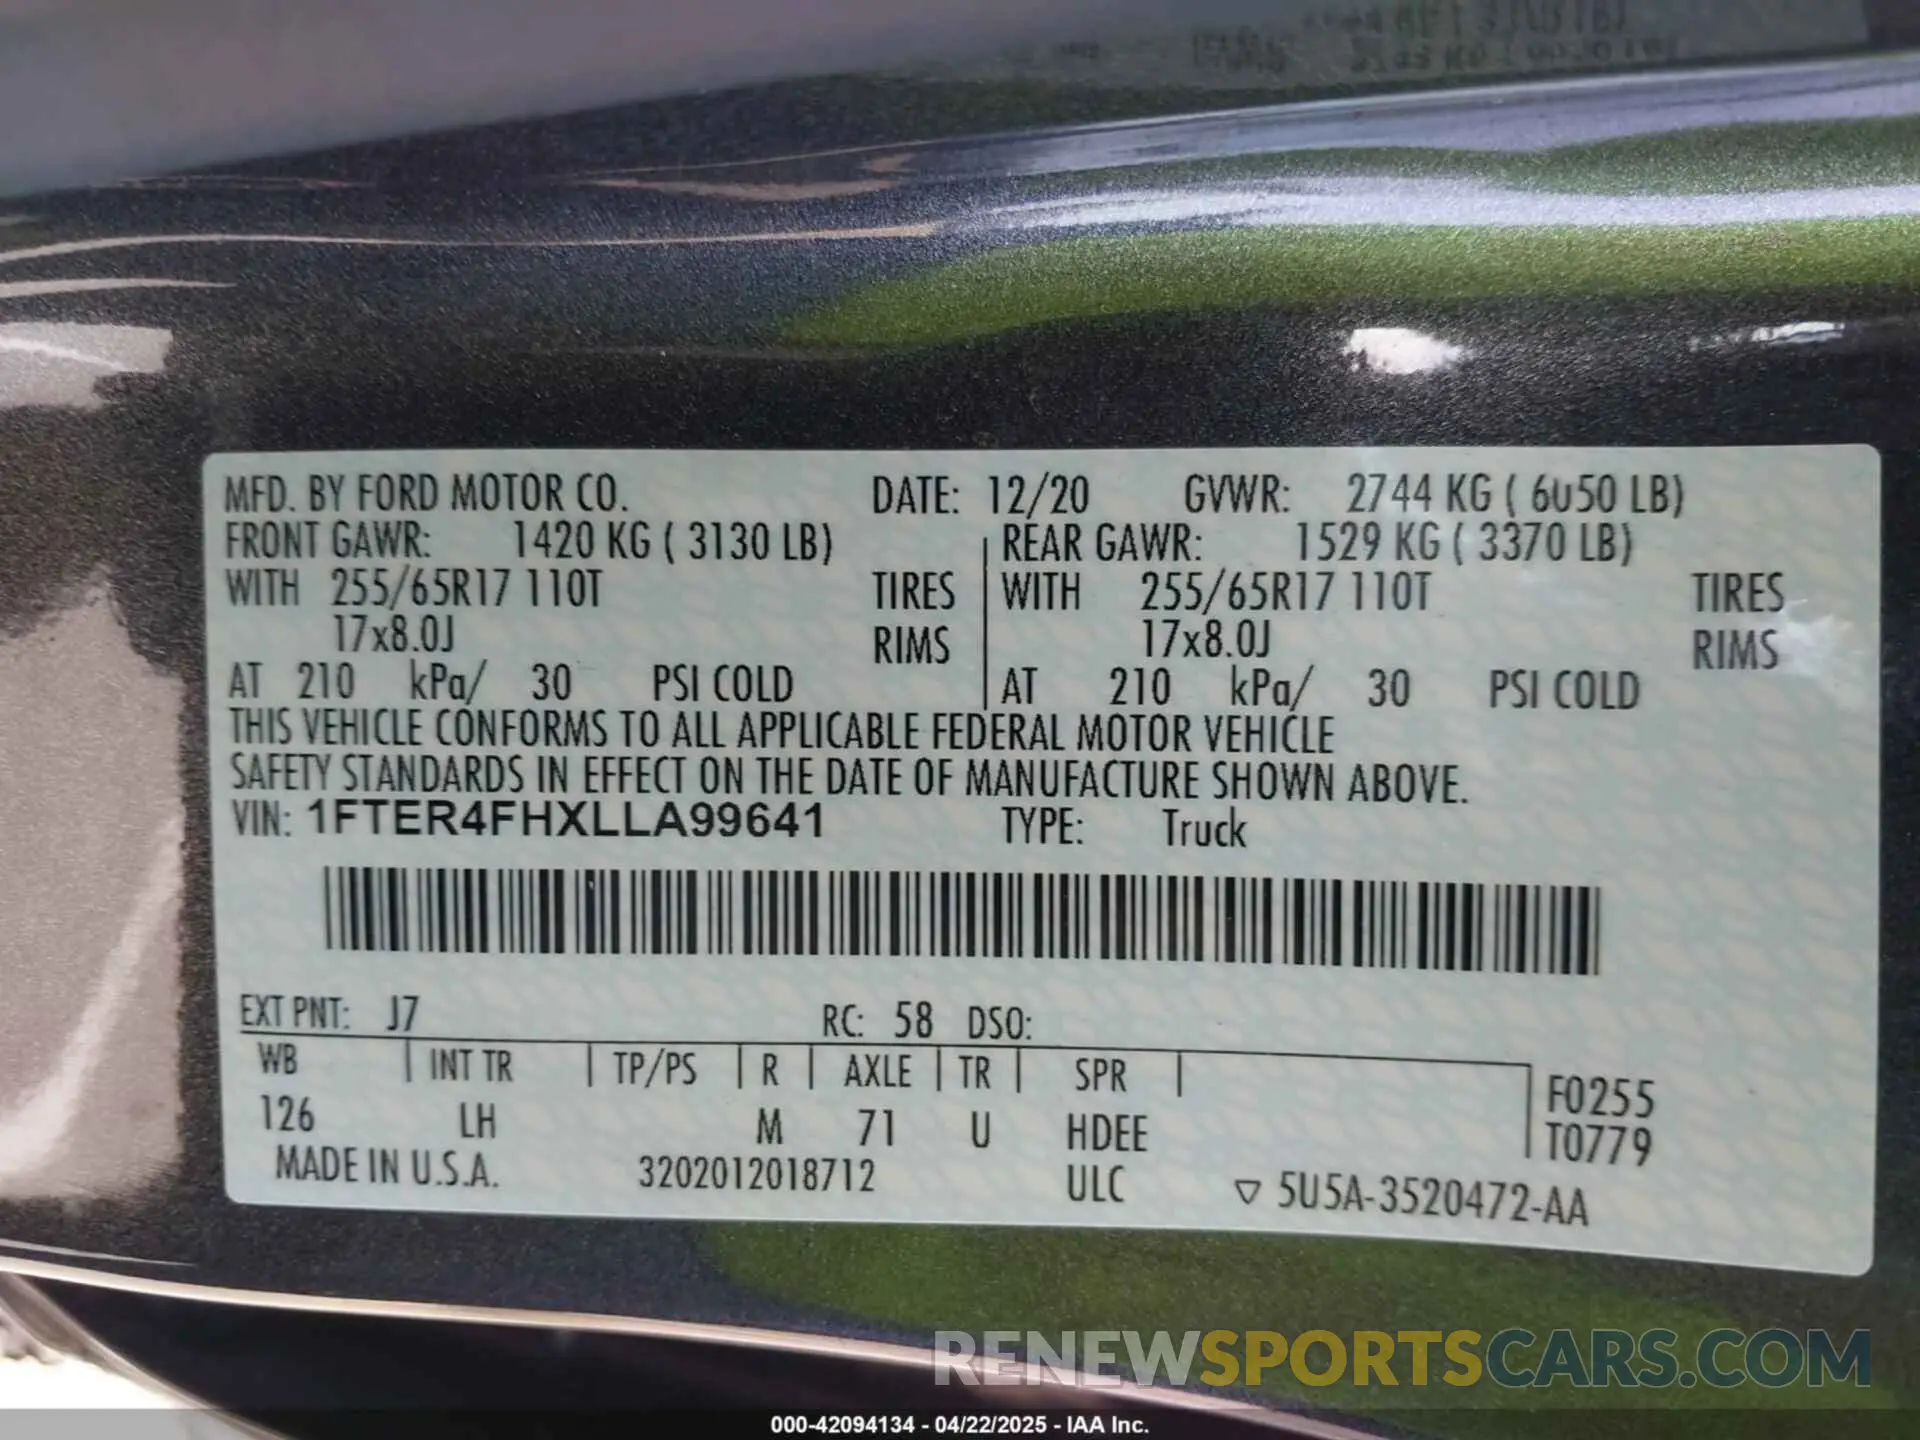 MFD. BY FORD MOTOR CO. DATE: 12/20 GVWR: 2744 KG ( 6050 LB)
FRONT GAWR: 1420 KG ( 3130 LB) REAR GAWR: 1529 KG ( 3370 LB)
WITH 255/65R17 110T TIRES WITH 255/65R17 110T TIRES
17x8.0J RIMS 17x8.0J RIMS
AT 210 kPa/ 30 PSI COLD AT 210 kPa/ 30 PSI COLD
THIS VEHICLE CONFORMS TO ALL APPLICABLE FEDERAL MOTOR VEHICLE
SAFETY STANDARDS IN EFFECT ON THE DATE OF MANUFACTURE SHOWN ABOVE.
VIN: 1FTER4FHXLLA99641 TYPE: Truck
EXT PNT: J7 RC: 58 DSO:
WB INT TR TP/PS R AXLE TR SPR
126 LH M 71 U HDEE
F0255
T0779
MADE IN U.S.A. 3202012018712 ULC ▽ 5U5A-3520472-AA
RENEWSPORTSCARS.COM
000-42094134 - 04/22/2025 - IAA Inc.